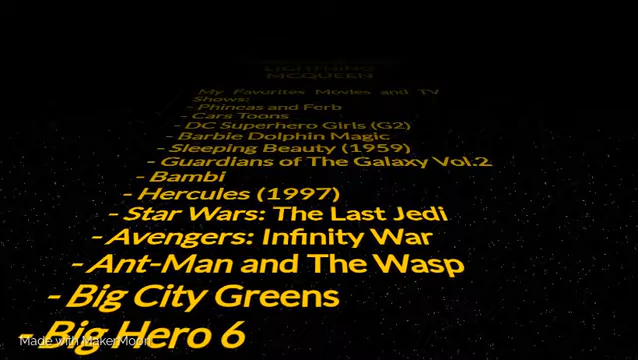 LIGHTNING
MCQUEEN
My Favorites Movies and TV
Shows:
- Phineas and Ferb
- Cars Toons
- DC Superhero Girls (G2)
- Barbie Dolphin Magic
- Sleeping Beauty (1959)
- Guardians of The Galaxy Vol.2
- Bambi
- Hercules (1997)
- Star Wars: The Last Jedi
- Avengers: Infinity War
- Ant-Man and The Wasp
- Big City Greens
- Big Hero 6
Made with MakerMoon